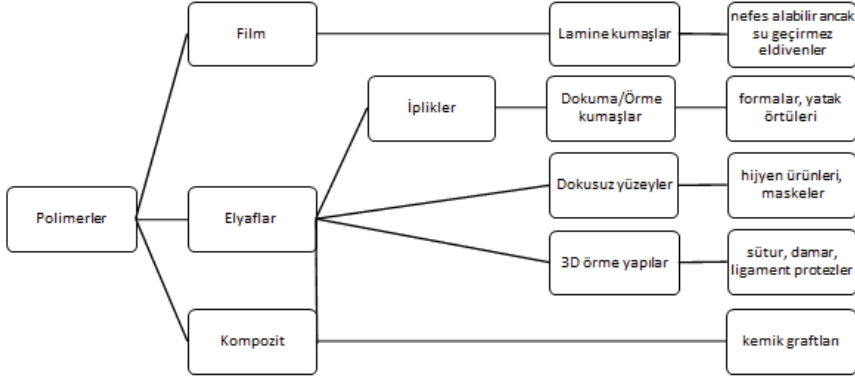 Film
Lamine kumaşlar
nefes alabilir ancak
su geçirmez
eldivenler
İplikler
Dokuma/Örme
kumaşlar
formalar, yatak
örtüleri
Polimerler
Elyaflar
Dokusuz yüzeyler
hijyen ürünleri,
maskeler
3D örme yapılar
sütur, damar,
ligament protezler
Kompozit
kemik graftları